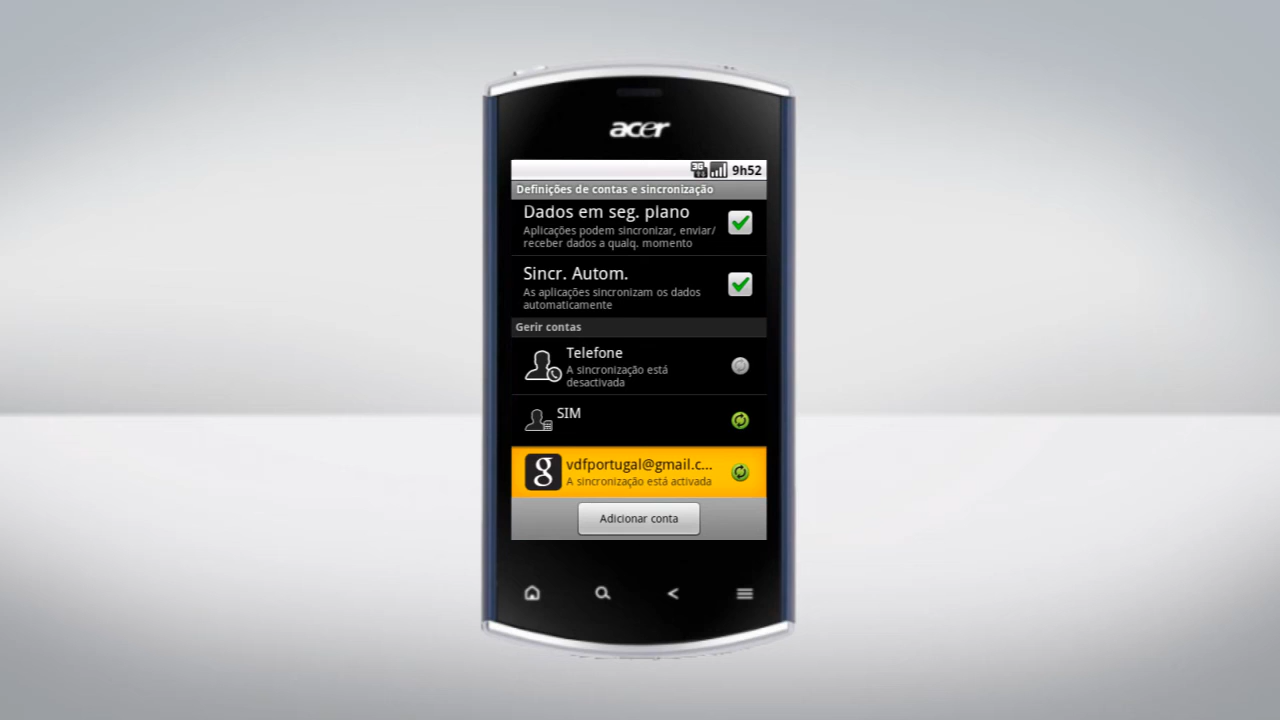 acer
3G 9h52
Definições de contas e sincronização
Dados em seg. plano
Aplicações podem sincronizar, enviar/
receber dados a qualq. momento
Sincr. Autom.
As aplicações sincronizam os dados
automaticamente
Gerir contas
Telefone
A sincronização está
desactivada
SIM
g
vdfportugal@gmail.c...
A sincronização está activada
Adicionar conta